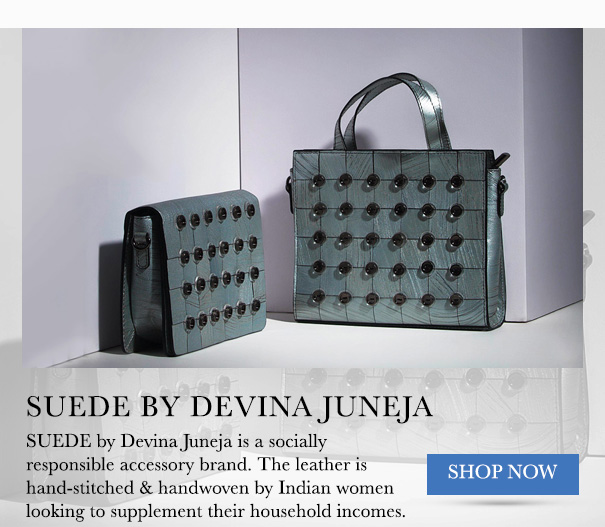 SUEDE BY DEVINA JUNEJA
SUEDE by Devina Juneja is a socially
responsible accessory brand. The leather is
hand-stitched & handwoven by Indian women
looking to supplement their household incomes.
SHOP NOW